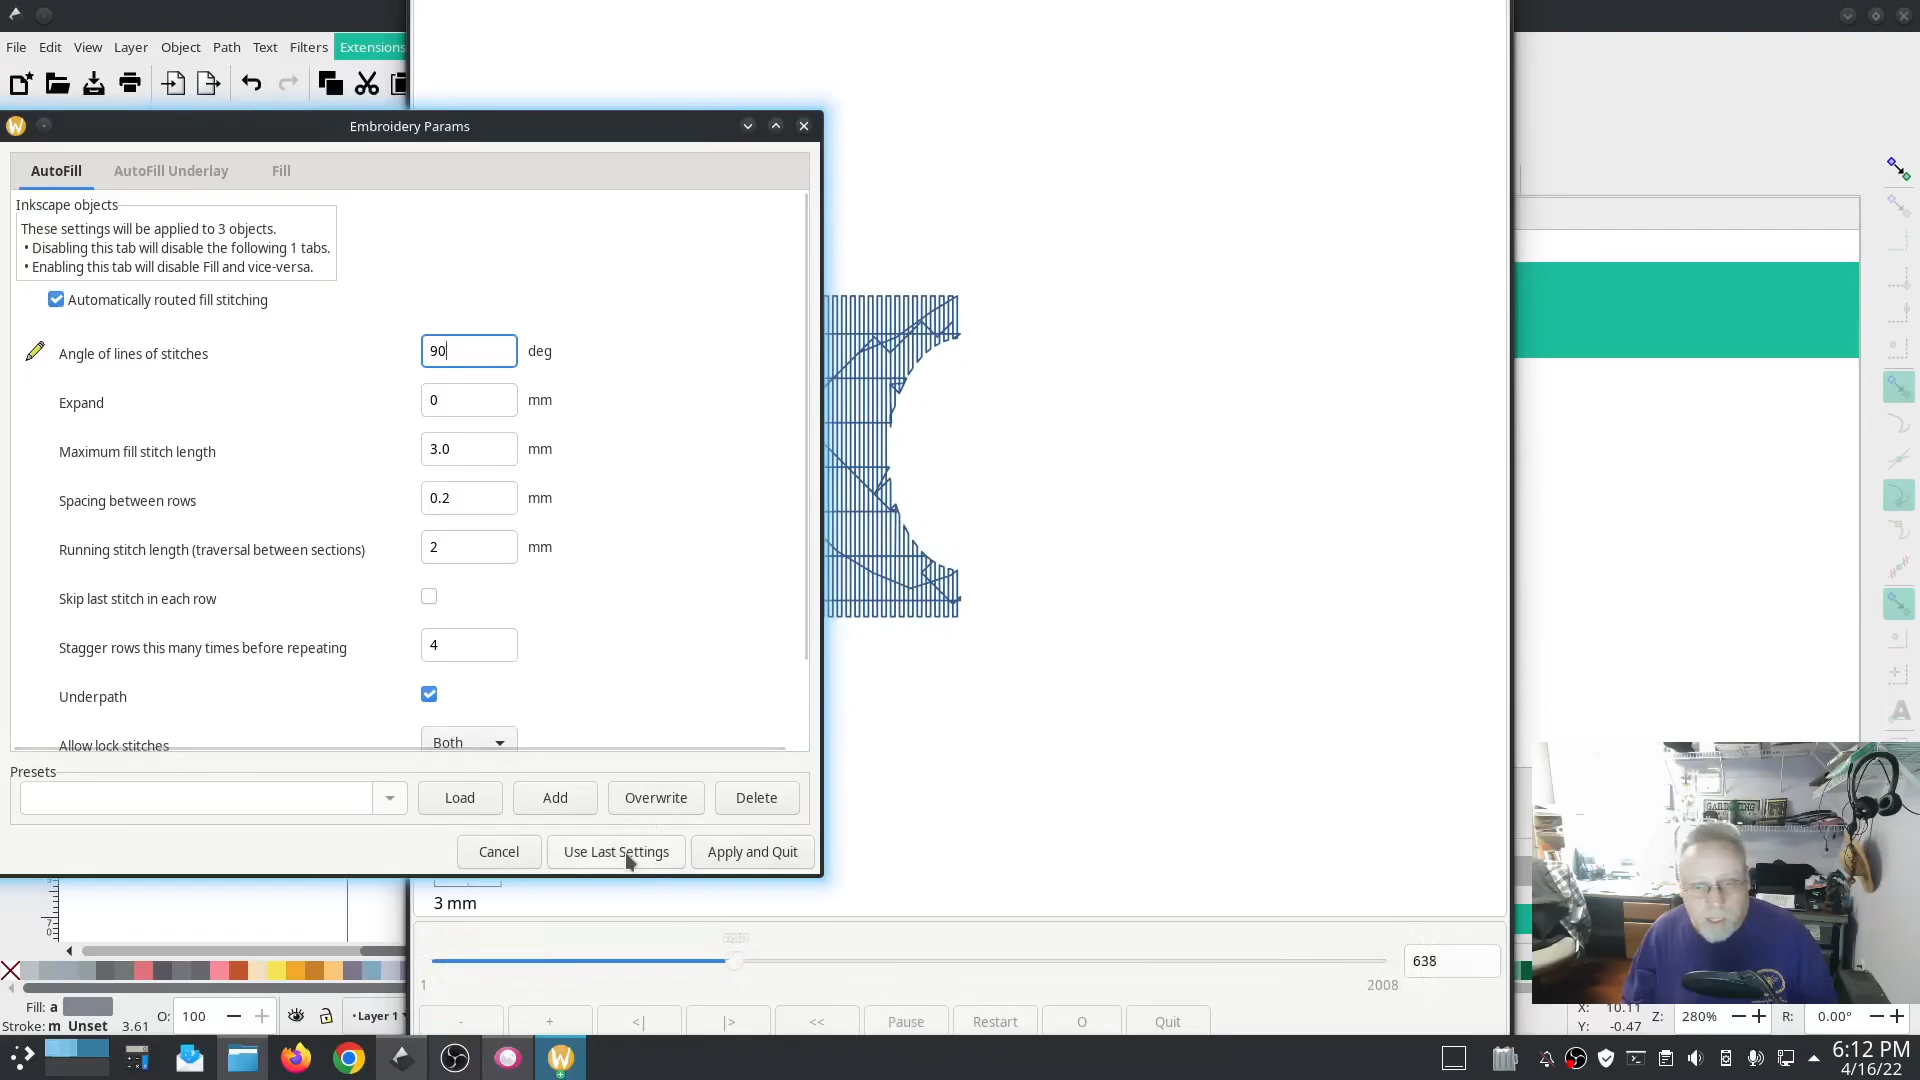 File Edit View Layer Object Path Text Filters Extensions
Embroidery Params
AutoFill AutoFill Underlay Fill
Inkscape objects
These settings will be applied to 3 objects.
• Disabling this tab will disable the following 1 tabs.
• Enabling this tab will disable Fill and vice-versa.
Automatically routed fill stitching
Angle of lines of stitches 90 deg
Expand 0 mm
Maximum fill stitch length 3.0 mm
Spacing between rows 0.2 mm
Running stitch length (traversal between sections) 2 mm
Skip last stitch in each row
Stagger rows this many times before repeating 4
Underpath
Allow lock stitches Both
Presets
Load Add Overwrite Delete
Cancel Use Last Settings Apply and Quit
3 mm
638
1 2008
- + <| |> << Pause Restart O Quit
Fill: a O: 100 •Layer 1
Stroke: m Unset 3.61
X: 10.11 Z: 280% R: 0.00°
Y: -0.47
GARDENING
6:12 PM
4/16/22